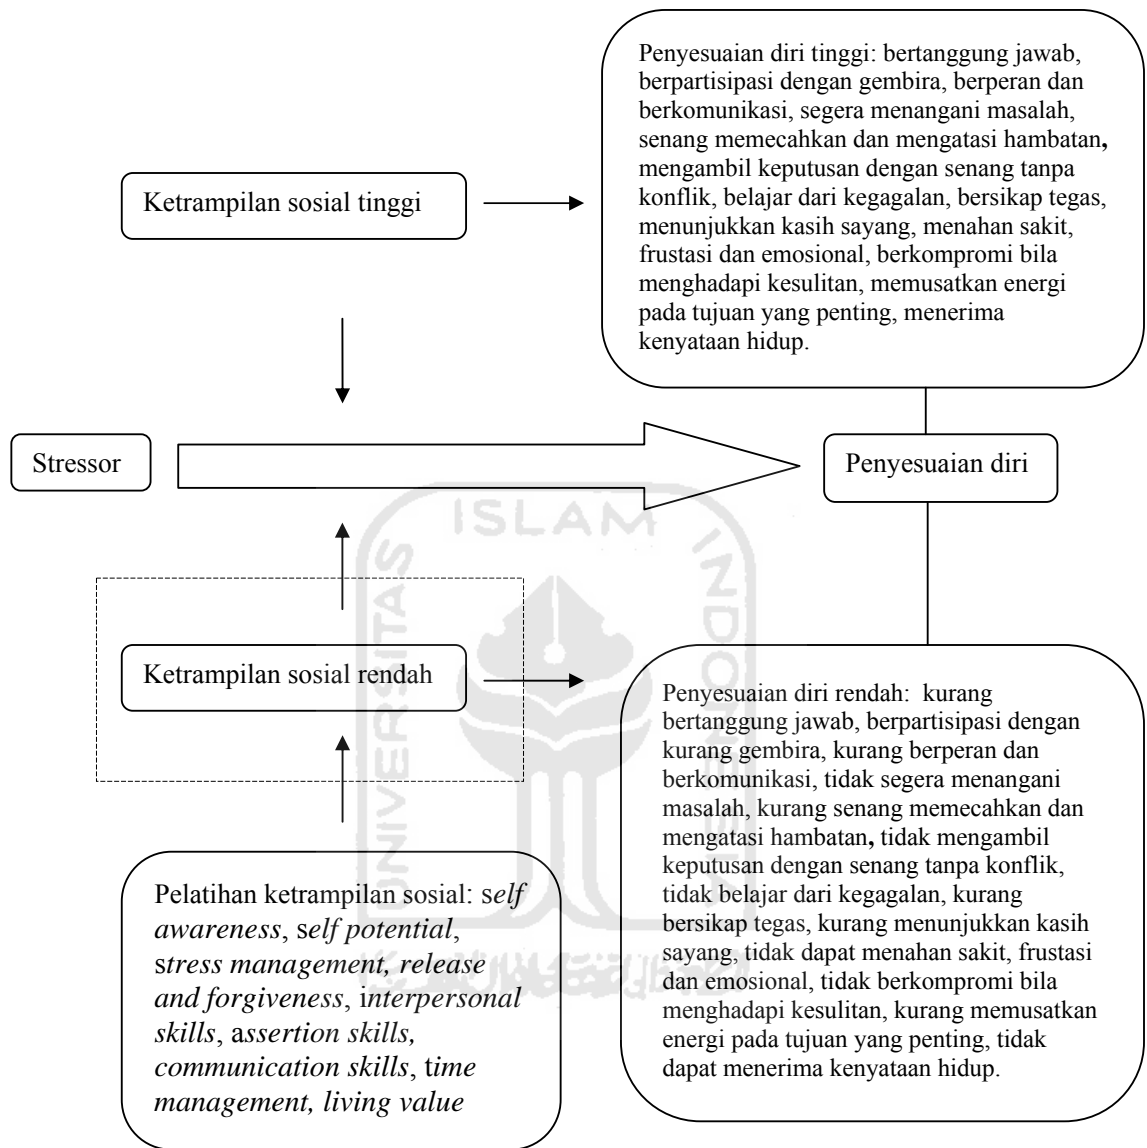 Penyesuaian diri tinggi: bertanggung jawab,
berpartisipasi dengan gembira, berperan dan
berkomunikasi, segera menangani masalah,
senang memecahkan dan mengatasi hambatan,
mengambil keputusan dengan senang tanpa
konflik, belajar dari kegagalan, bersikap tegas,
menunjukkan kasih sayang, menahan sakit,
frustasi dan emosional, berkompromi bila
menghadapi kesulitan, memusatkan energi
pada tujuan yang penting, menerima
kenyataan hidup.
Ketrampilan sosial tinggi
Stressor
Penyesuaian diri
ISLAM
UNIVERSITAS
INDONESIA
Ketrampilan sosial rendah
Penyesuaian diri rendah: kurang
bertanggung jawab, berpartisipasi dengan
kurang gembira, kurang berperan dan
berkomunikasi, tidak segera menangani
masalah, kurang senang memecahkan dan
mengatasi hambatan, tidak mengambil
keputusan dengan senang tanpa konflik,
tidak belajar dari kegagalan, kurang
bersikap tegas, kurang menunjukkan kasih
sayang, tidak dapat menahan sakit, frustasi
dan emosional, tidak berkompromi bila
menghadapi kesulitan, kurang memusatkan
energi pada tujuan yang penting, tidak
dapat menerima kenyataan hidup.
Pelatihan ketrampilan sosial: self
awareness, self potential,
stress management, release
and forgiveness, interpersonal
skills, assertion skills,
communication skills, time
management, living value